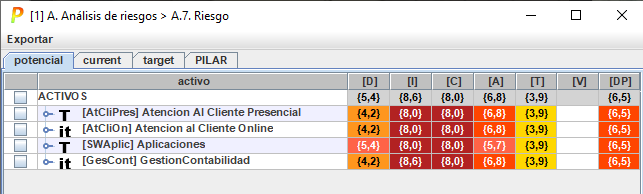 [1] A. Análisis de riesgos > A.7. Riesgo
Exportar
potencial current target PILAR
activo [D] [I] [C] [A] [T] [V] [DP]
ACTIVOS {5,4} {8,6} {8,0} {6,8} {3,9} {6,5}
T [AtCliPres] Atencion Al Cliente Presencial {4,2} {8,0} {8,0} {6,8} {3,9} {6,5}
it [AtCliOn] Atencion al Cliente Online {4,2} {8,0} {8,0} {6,8} {3,9} {6,5}
T [SWAplic] Aplicaciones {5,4} {8,0} {8,0} {5,7} {3,9} {6,5}
it [GesCont] GestionContabilidad {4,2} {8,6} {8,0} {6,8} {3,9} {6,5}